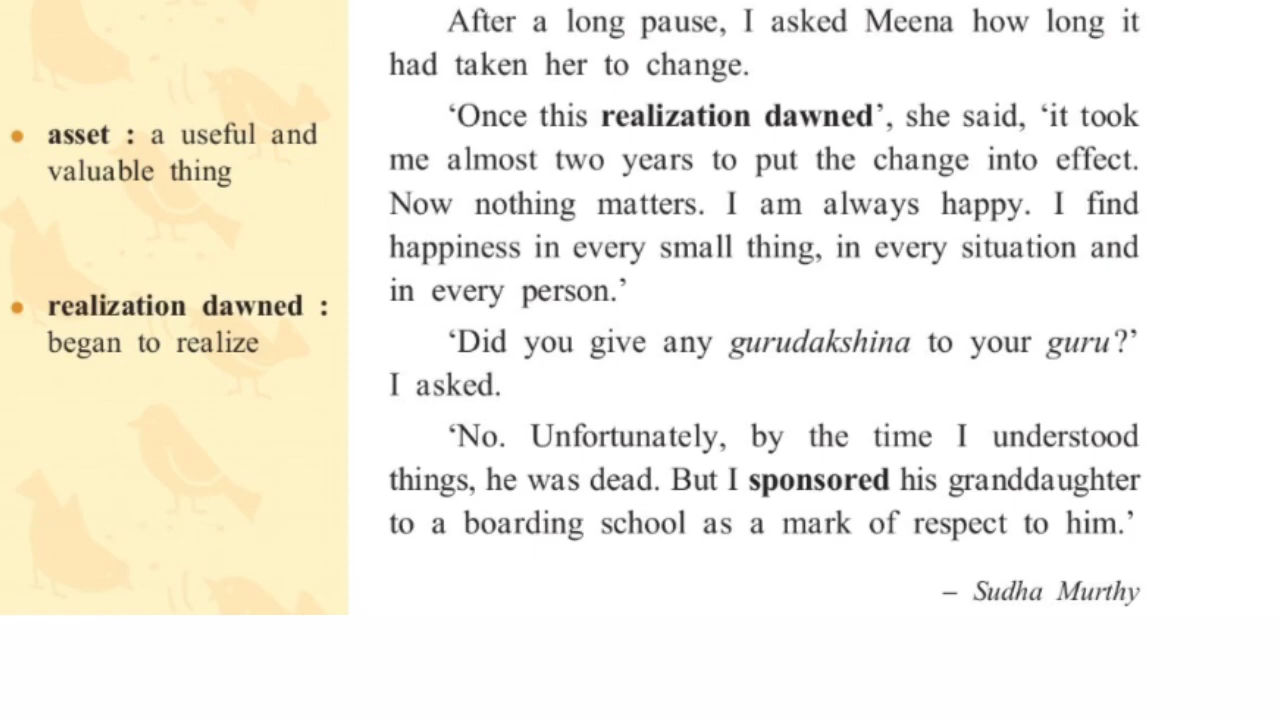 • asset : a useful and
valuable thing
• realization dawned :
began to realize
After a long pause, I asked Meena how long it
had taken her to change.
‘Once this realization dawned’, she said, ‘it took
me almost two years to put the change into effect.
Now nothing matters. I am always happy. I find
happiness in every small thing, in every situation and
in every person.’
‘Did you give any gurudakshina to your guru?’
I asked.
‘No. Unfortunately, by the time I understood
things, he was dead. But I sponsored his granddaughter
to a boarding school as a mark of respect to him.’
– Sudha Murthy